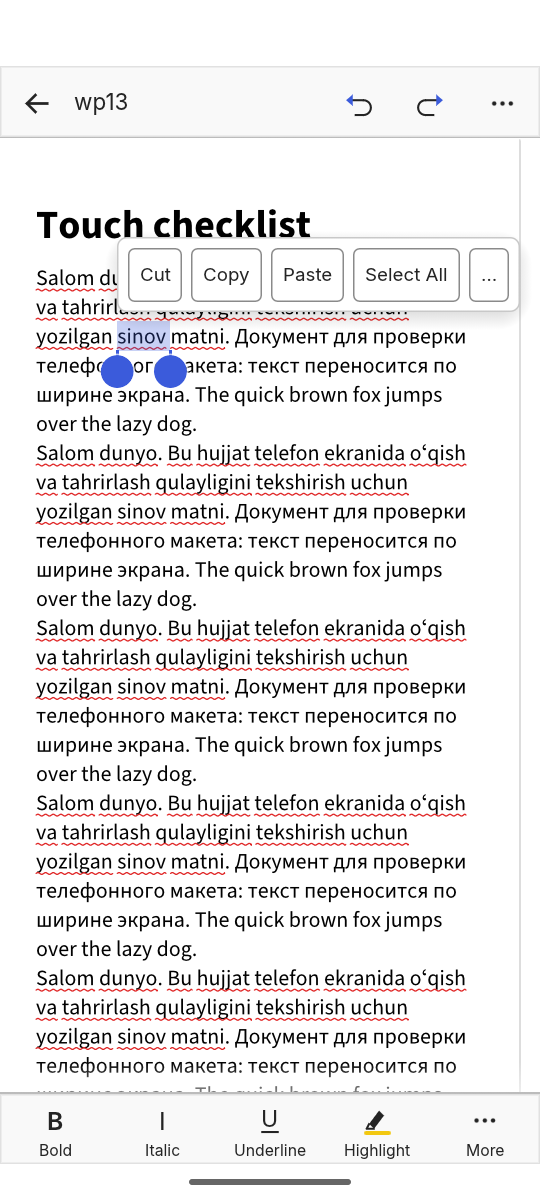 wp13
Touch checklist
Cut
Copy
Paste
Select All
...
Salom
va tahrirlash qulayligini tekshirish uchun
yozilgan sinov matni. Документ для проверки
макета: текст переносится по
ширине экрана. The quick brown fox jumps
over the lazy dog.
Salom dunyo. Bu hujjat telefon ekranida o‘qish
va tahrirlash qulayligini tekshirish uchun
yozilgan sinov matni. Документ для проверки
телефонного макета: текст переносится по
ширине экрана. The quick brown fox jumps
over the lazy dog.
Salom dunyo. Bu hujjat telefon ekranida o‘qish
va tahrirlash qulayligini tekshirish uchun
yozilgan sinov matni. Документ для проверки
телефонного макета: текст переносится по
ширине экрана. The quick brown fox jumps
over the lazy dog.
Salom dunyo. Bu hujjat telefon ekranida o‘qish
va tahrirlash qulayligini tekshirish uchun
yozilgan sinov matni. Документ для проверки
телефонного макета: текст переносится по
ширине экрана. The quick brown fox jumps
over the lazy dog.
Salom dunyo. Bu hujjat telefon ekranida o‘qish
va tahrirlash qulayligini tekshirish uchun
yozilgan sinov matni. Документ для проверки
телефонного макета: текст переносится по
B
I
U
Bold
Italic
Underline
Highlight
More